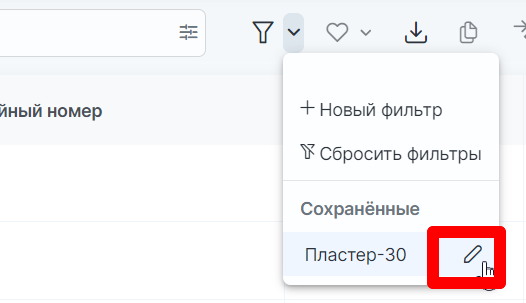 йный номер
Новый фильтр
Сбросить фильтры
Сохранённые
Пластер-30